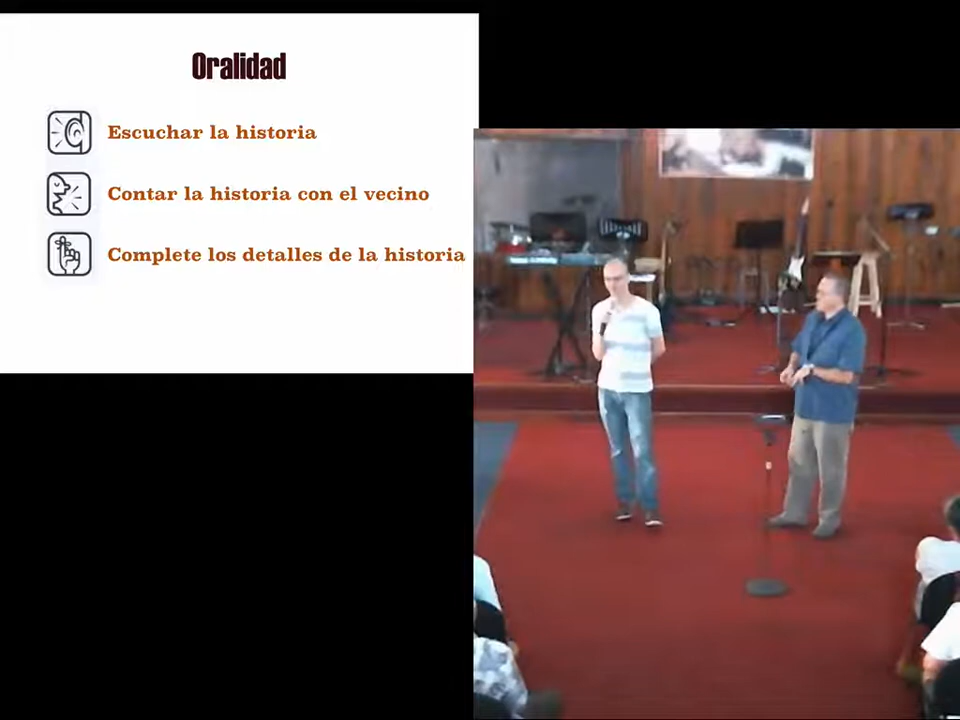 Oralidad
Escuchar la historia
Contar la historia con el vecino
Complete los detalles de la historia